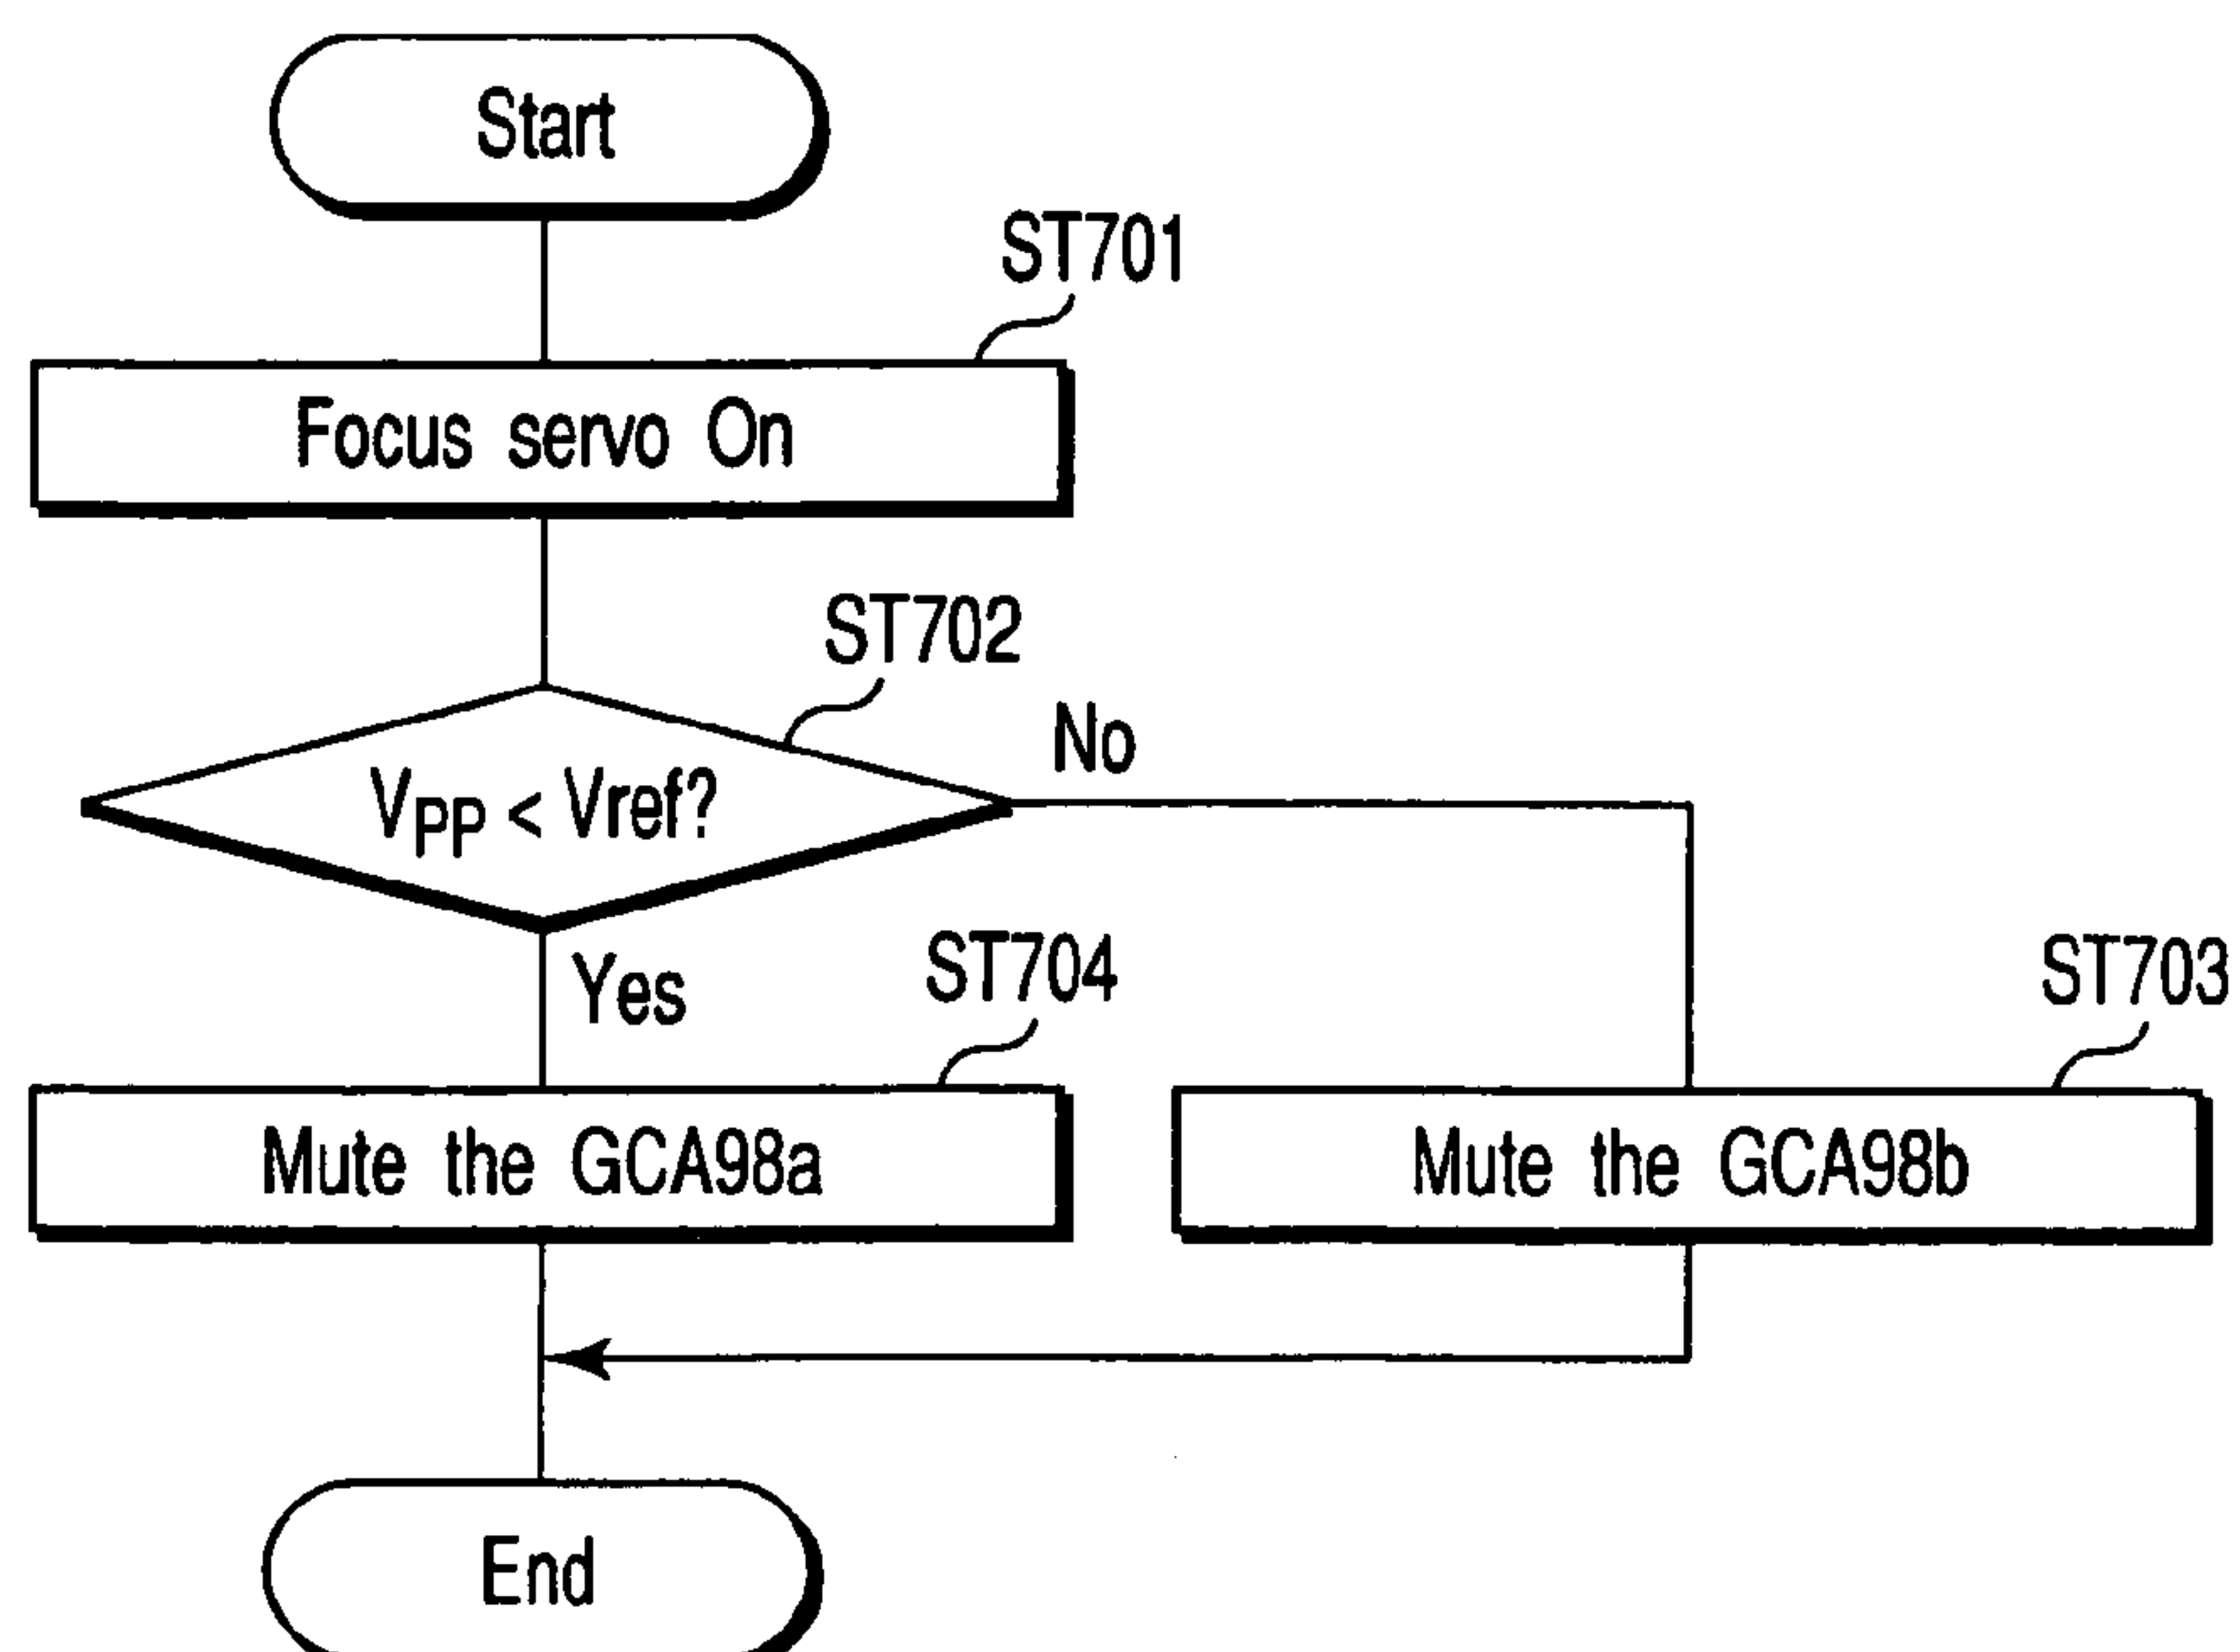 Start
ST701
Focus servo On
ST702
VPP < Vref?
No
Yes
ST704
ST703
Mute the GCA98a
Mute the GCA98b
End